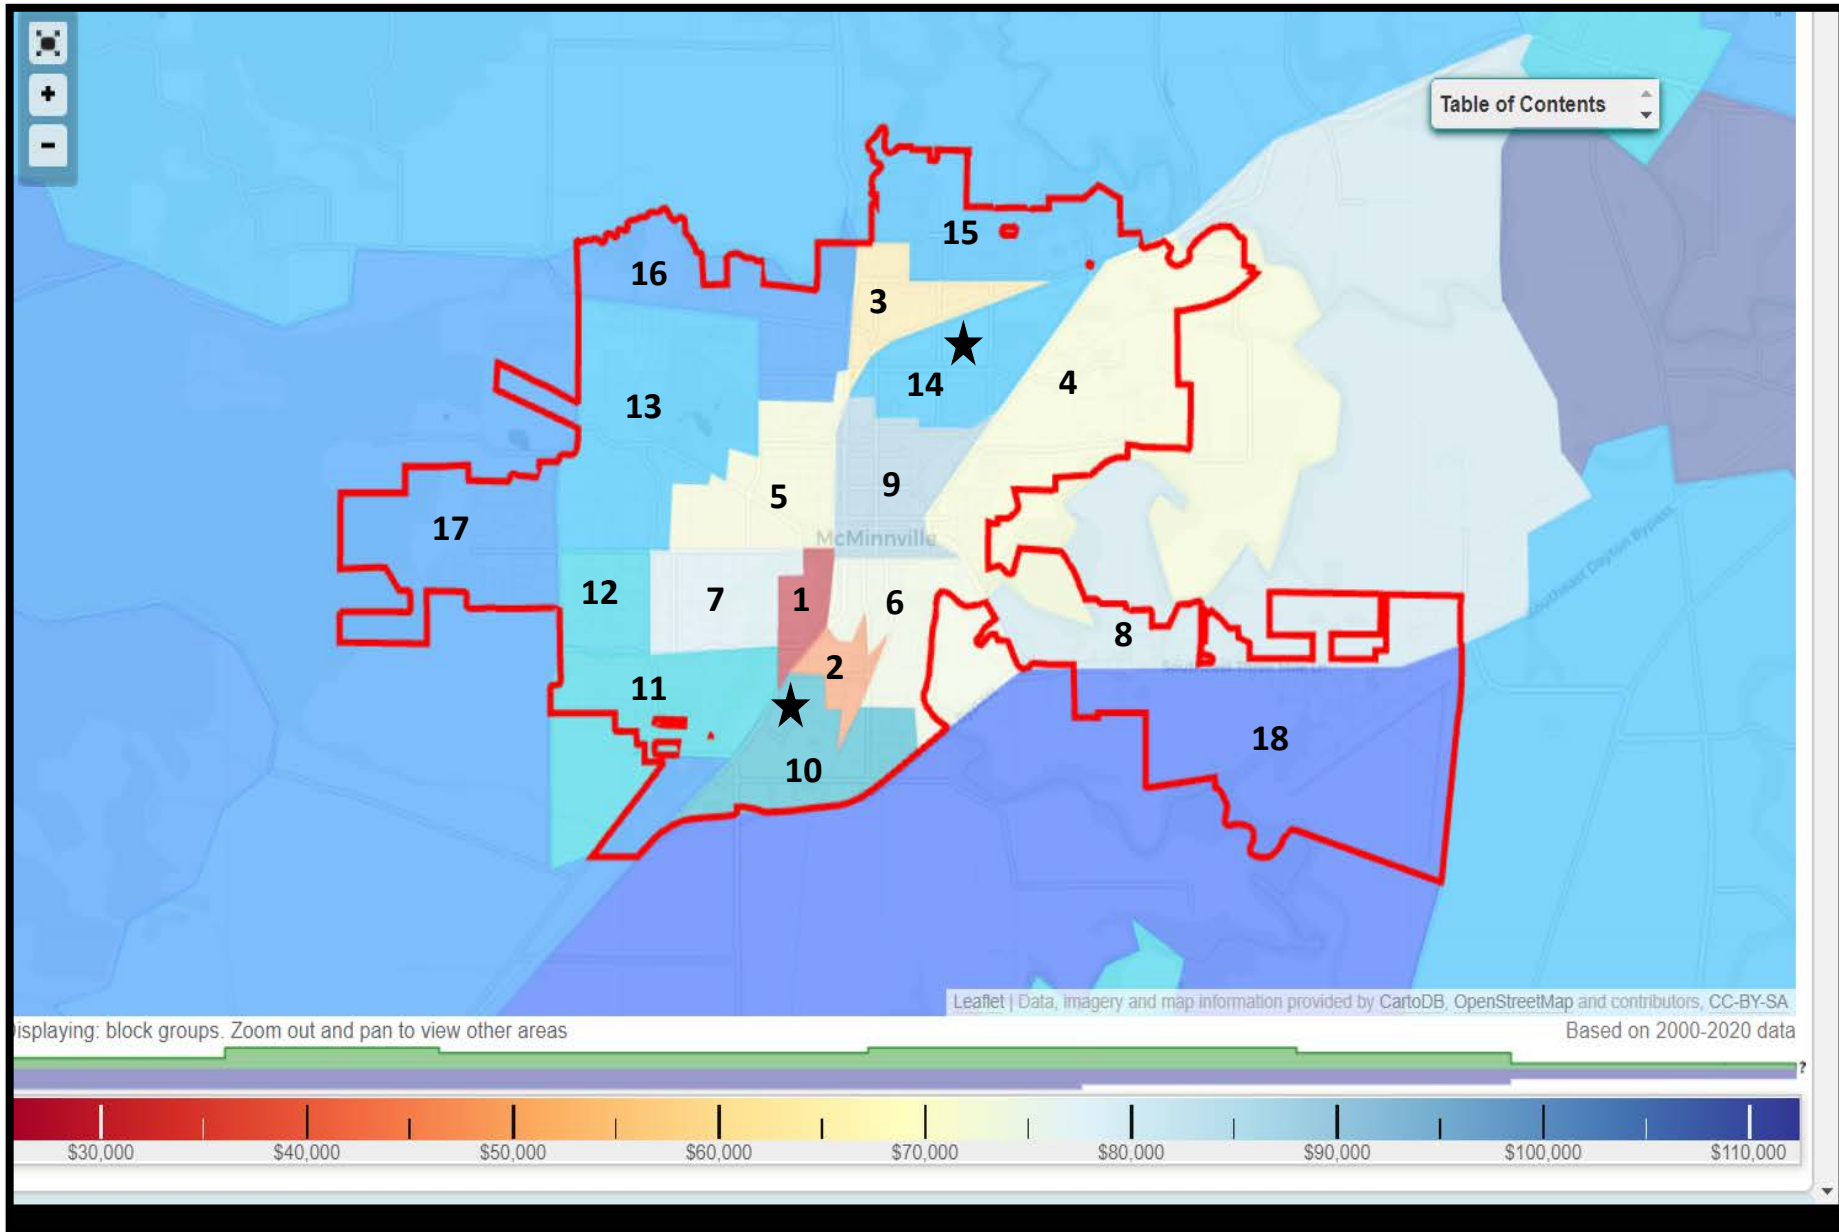 Table of Contents
15
16
3
14
4
13
5
9
17
McMinnville
12
7
1
6
8
2
11
18
10
Southeast Dayton Bypass
Leaflet | Data, imagery and map information provided by CartoDB, OpenStreetMap and contributors, CC-BY-SA
isplaying: block groups. Zoom out and pan to view other areas
Based on 2000-2020 data
?
$30,000 $40,000 $50,000 $60,000 $70,000 $80,000 $90,000 $100,000 $110,000